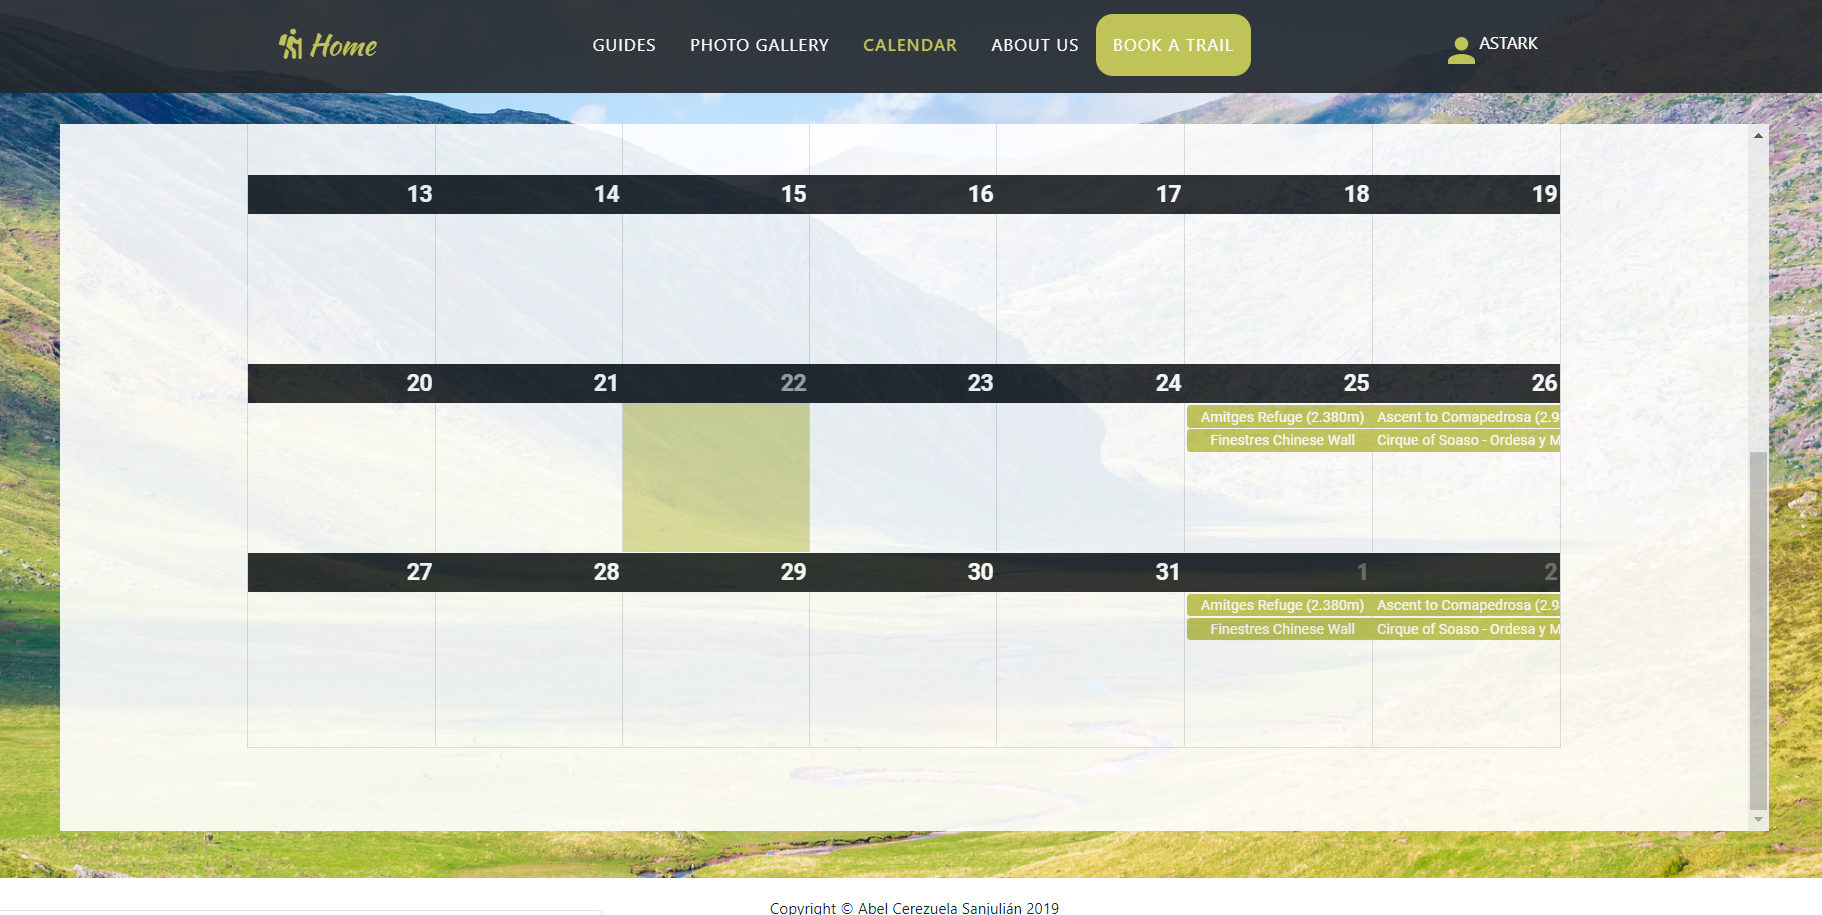 Home GUIDES PHOTO GALLERY CALENDAR ABOUT US BOOK A TRAIL ASTARK
13 14 15 16 17 18 19
20 21 22 23 24 25 26
Amitges Refuge (2.380m) Ascent to Comapedrosa (2.9
Finestres Chinese Wall Cirque of Soaso - Ordesa y M
27 28 29 30 31 1 2
Amitges Refuge (2.380m) Ascent to Comapedrosa (2.9
Finestres Chinese Wall Cirque of Soaso - Ordesa y M
Copyright © Abel Cerezuela Sanjulián 2019